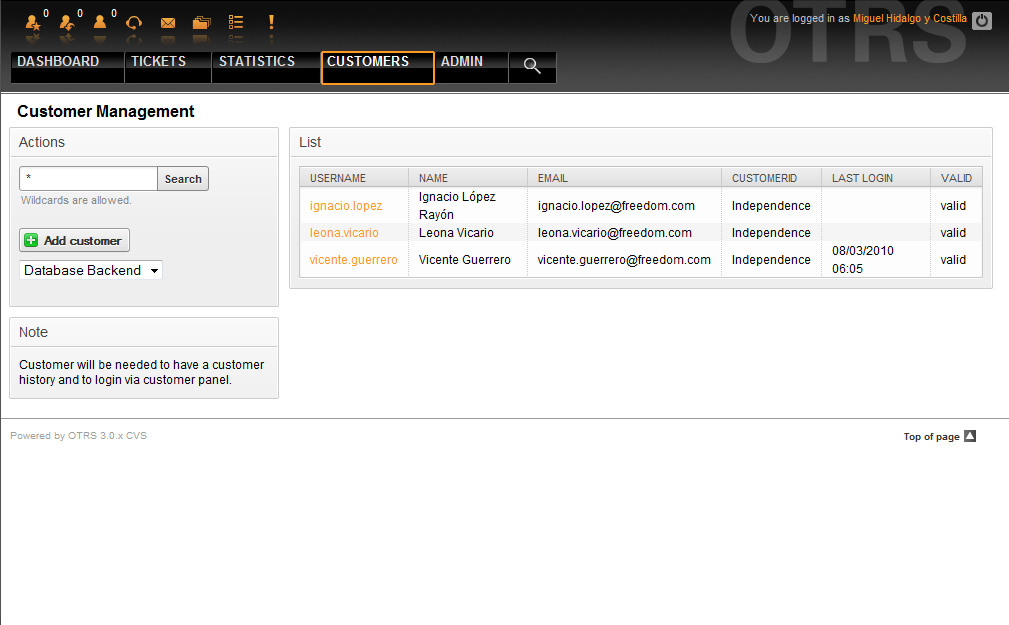 0 0 0
You are logged in as Miguel Hidalgo y Costilla
OTRS
DASHBOARD TICKETS STATISTICS CUSTOMERS ADMIN
Customer Management
Actions
*
Search
Wildcards are allowed.
Add customer
Database Backend
Note
Customer will be needed to have a customer
history and to login via customer panel.
List
USERNAME NAME EMAIL CUSTOMERID LAST LOGIN VALID
ignacio.lopez Ignacio López Rayón ignacio.lopez@freedom.com Independence valid
leona.vicario Leona Vicario leona.vicario@freedom.com Independence valid
vicente.guerrero Vicente Guerrero vicente.guerrero@freedom.com Independence 08/03/2010 06:05 valid
Powered by OTRS 3.0.x CVS
Top of page